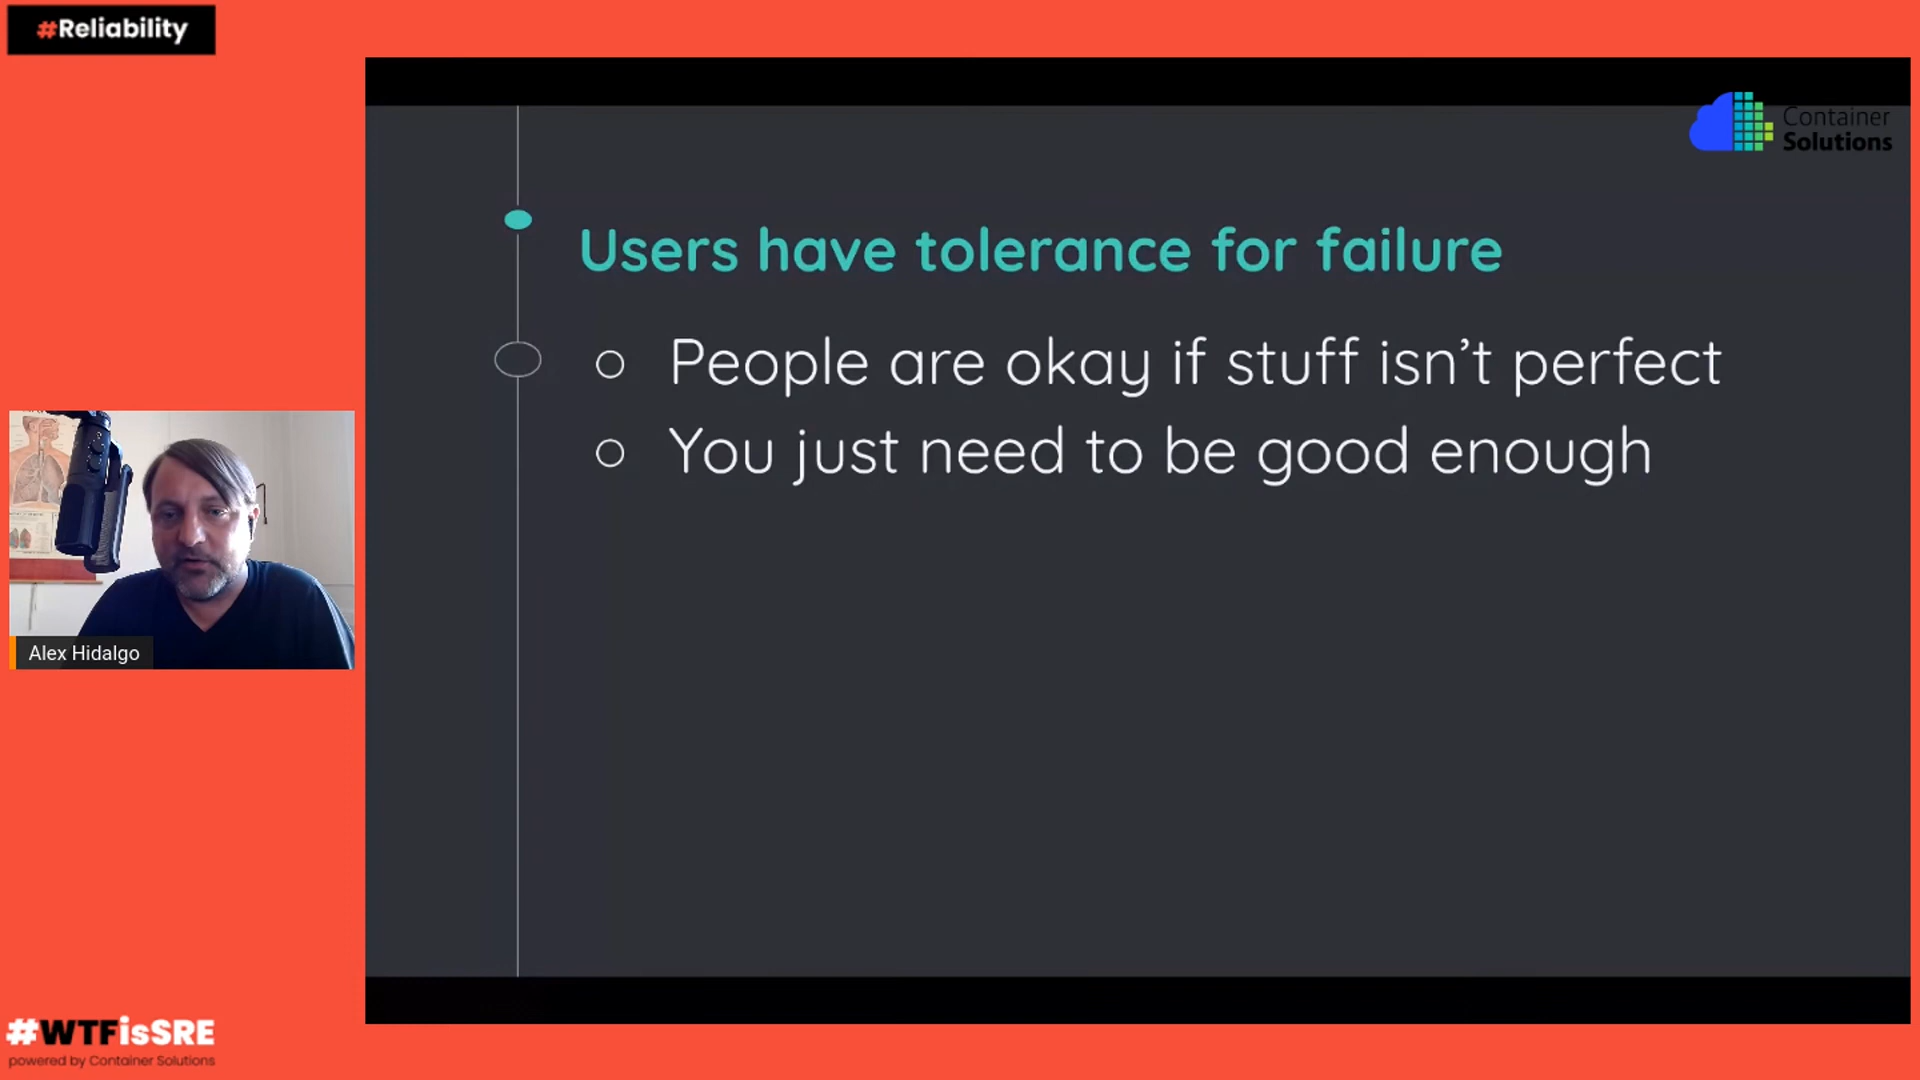 #Reliability
Container
Solutions
Users have tolerance for failure
People are okay if stuff isn’t perfect
You just need to be good enough
Alex Hidalgo
#WTFisSRE
powered by Container Solutions